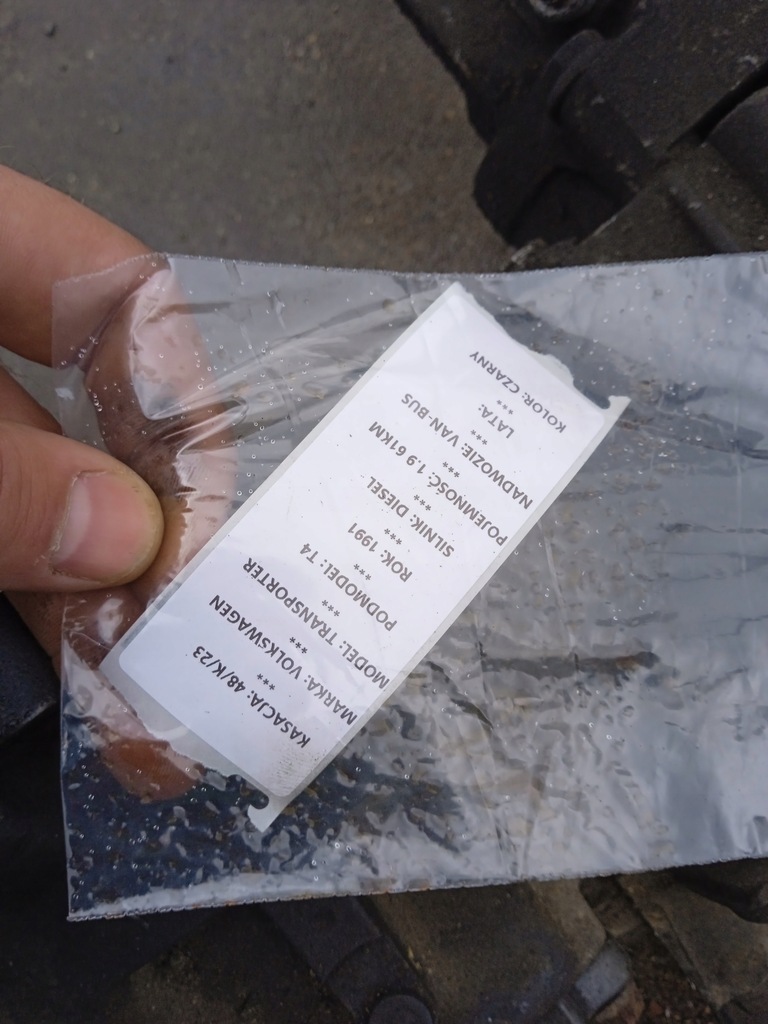 KASACJA: 48/K/23
***
MARKA: VOLKSWAGEN
***
MODEL: TRANSPORTER
***
PODMODEL: T4
***
ROK: 1991
***
SILNIK: DIESEL
***
POJEMNOŚĆ: 1.9 61KM
***
NADWOZIE: VAN-BUS
***
LATA:
***
KOLOR: CZARNY